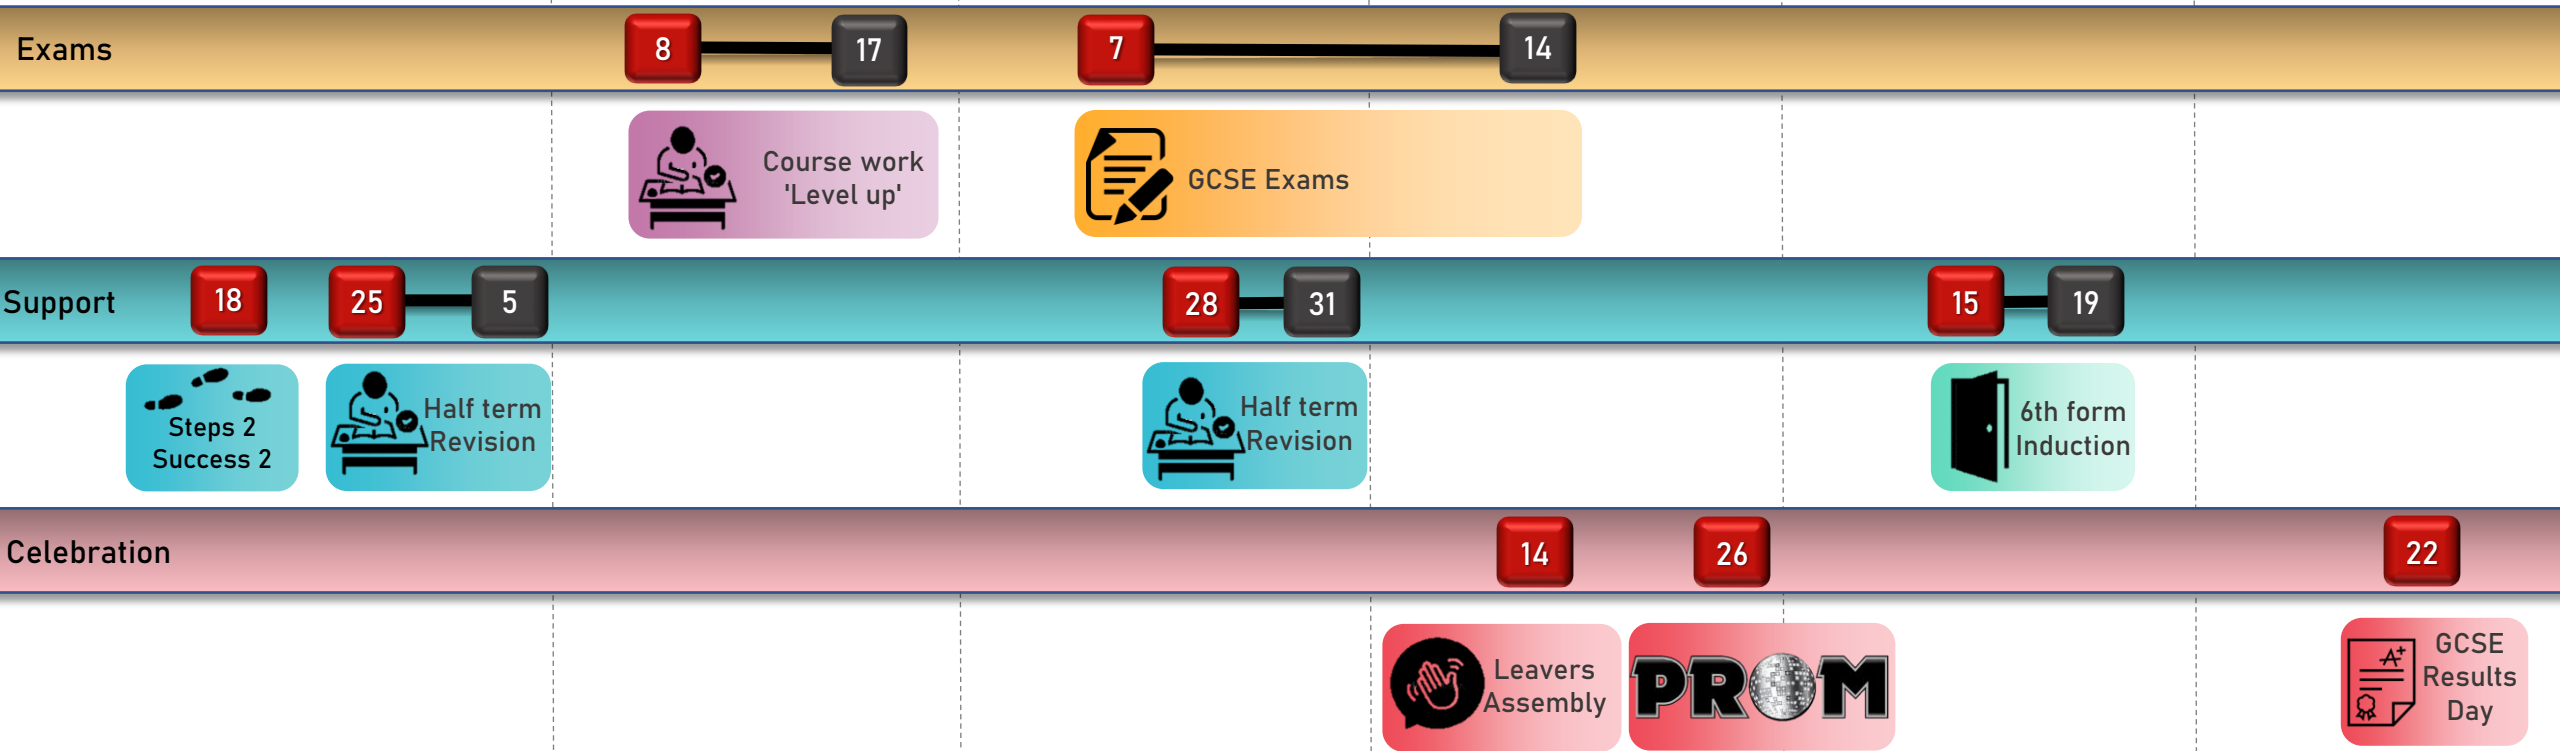 Exams
8
17
7
14
Course work
'Level up'
GCSE Exams
Support
18
25
5
28
31
15
19
Steps 2
Success 2
Half term
Revision
Half term
Revision
6th form
Induction
Celebration
14
26
22
Leavers
Assembly
PROM
A+
GCSE
Results
Day